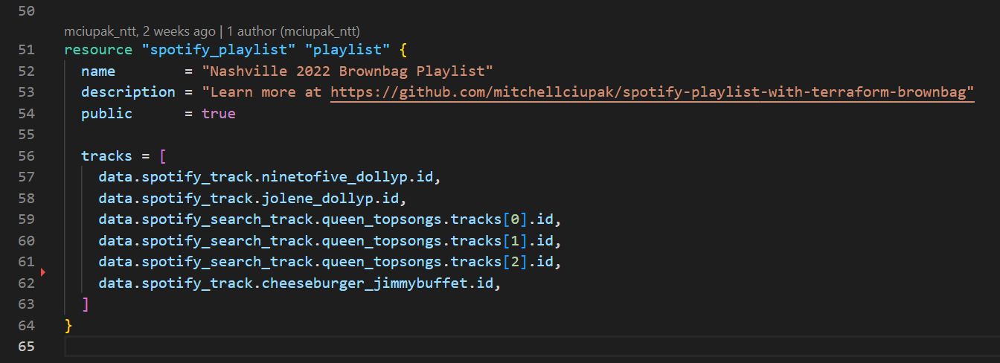 50
mciupak_ntt, 2 weeks ago | 1 author (mciupak_ntt)
51 resource "spotify_playlist" "playlist" {
52   name        = "Nashville 2022 Brownbag Playlist"
53   description = "Learn more at https://github.com/mitchellciupak/spotify-playlist-with-terraform-brownbag"
54   public      = true
55
56   tracks = [
57     data.spotify_track.ninetofive_dollyp.id,
58     data.spotify_track.jolene_dollyp.id,
59     data.spotify_search_track.queen_topsongs.tracks[0].id,
60     data.spotify_search_track.queen_topsongs.tracks[1].id,
61     data.spotify_search_track.queen_topsongs.tracks[2].id,
62     data.spotify_track.cheeseburger_jimmybuffet.id,
63   ]
64 }
65